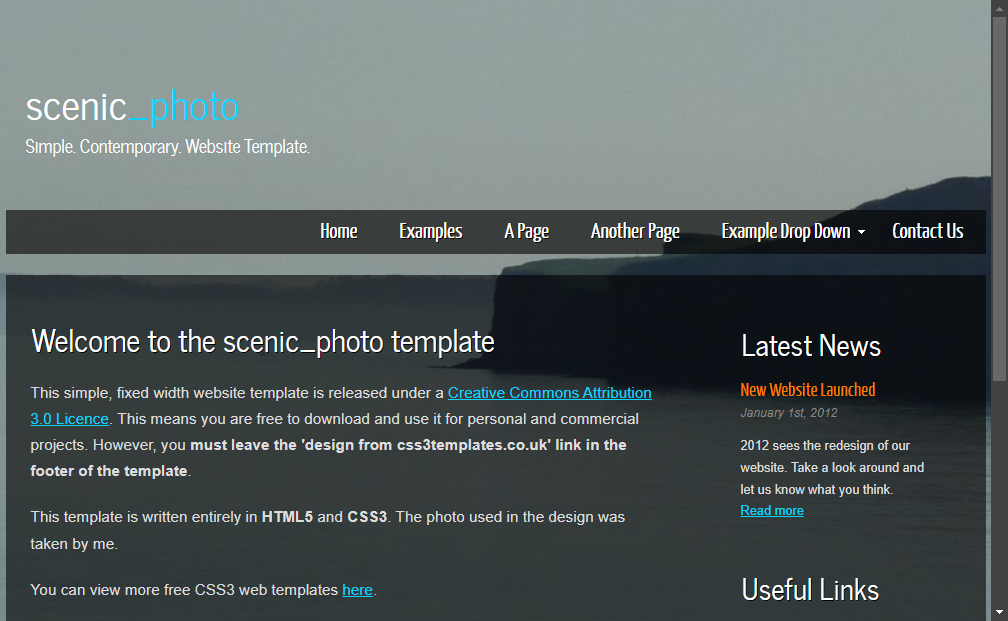 scenic_photo
Simple. Contemporary. Website Template.
Home Examples A Page Another Page Example Drop Down Contact Us
Welcome to the scenic_photo template
This simple, fixed width website template is released under a Creative Commons Attribution
3.0 Licence. This means you are free to download and use it for personal and commercial
projects. However, you must leave the 'design from css3templates.co.uk' link in the
footer of the template.
This template is written entirely in HTML5 and CSS3. The photo used in the design was
taken by me.
You can view more free CSS3 web templates here.
Latest News
New Website Launched
January 1st, 2012
2012 sees the redesign of our
website. Take a look around and
let us know what you think.
Read more
Useful Links